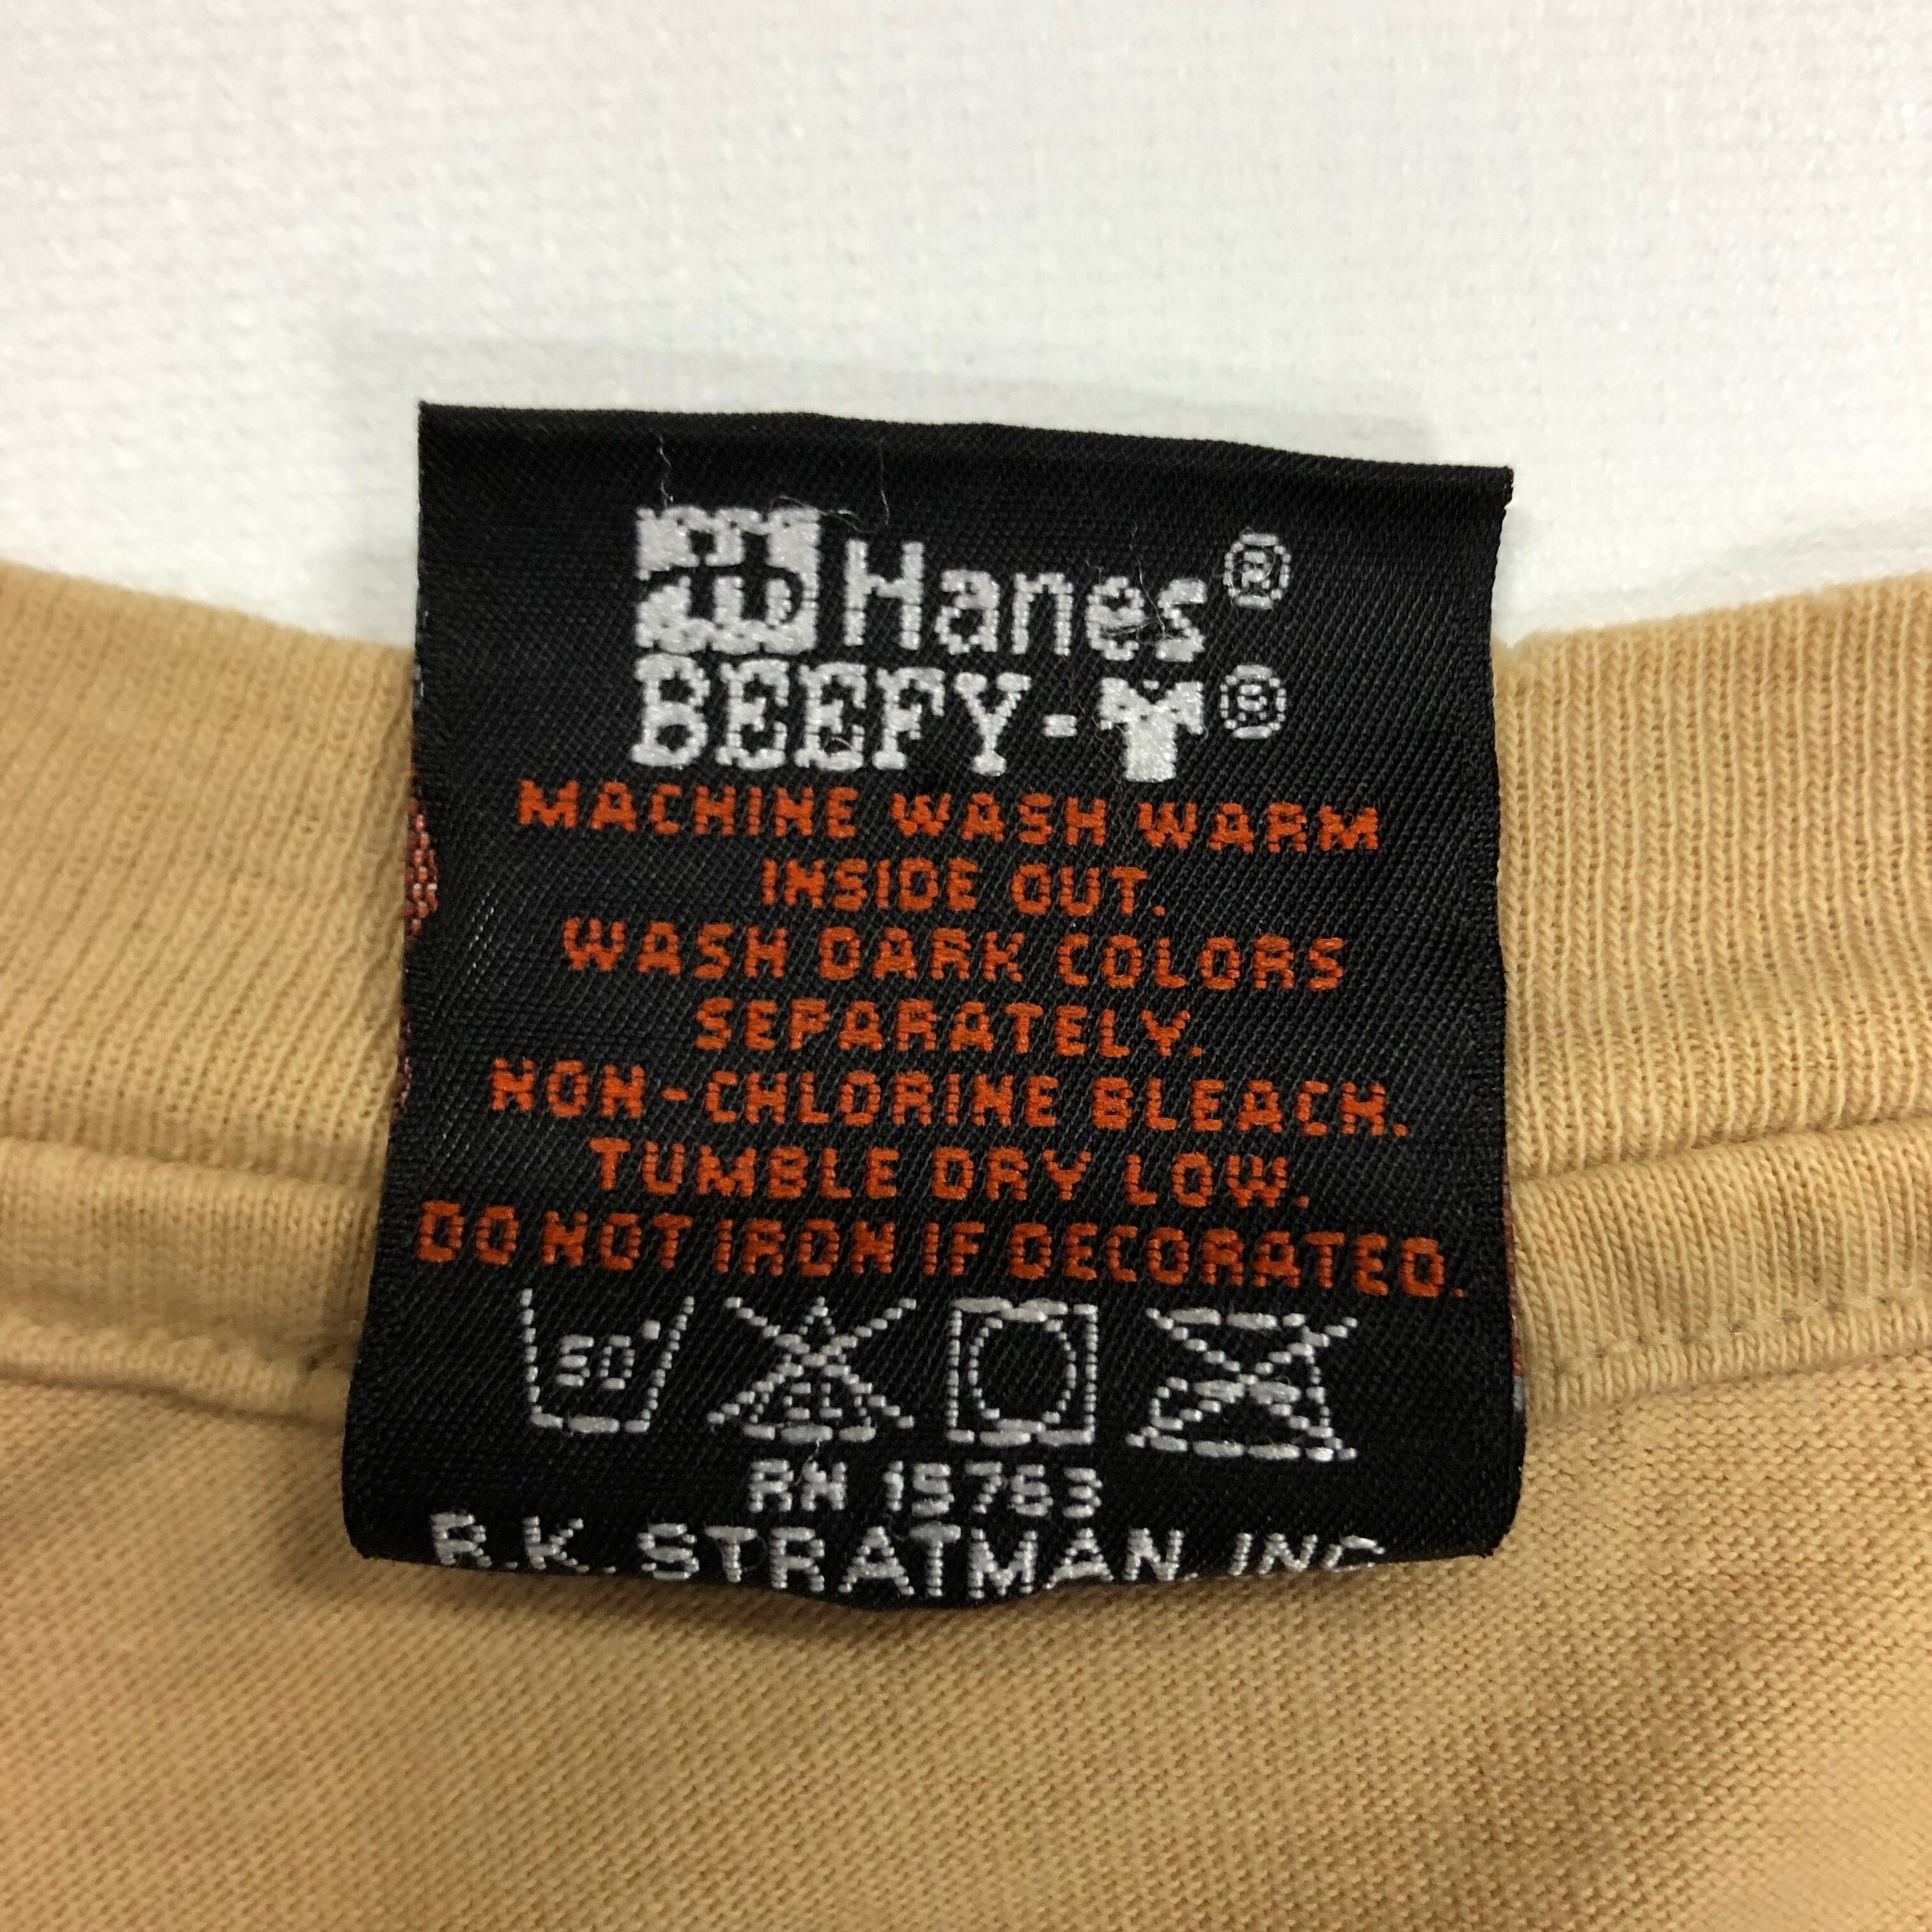 Hanes®
BEEFY-T®
MACHINE WASH WARM
INSIDE OUT.
WASH DARK COLORS
SEPARATELY.
NON-CHLORINE BLEACH.
TUMBLE DRY LOW.
DO NOT IRON IF DECORATED.
50° CL
RN 15763
R.K. STRATMAN, INC